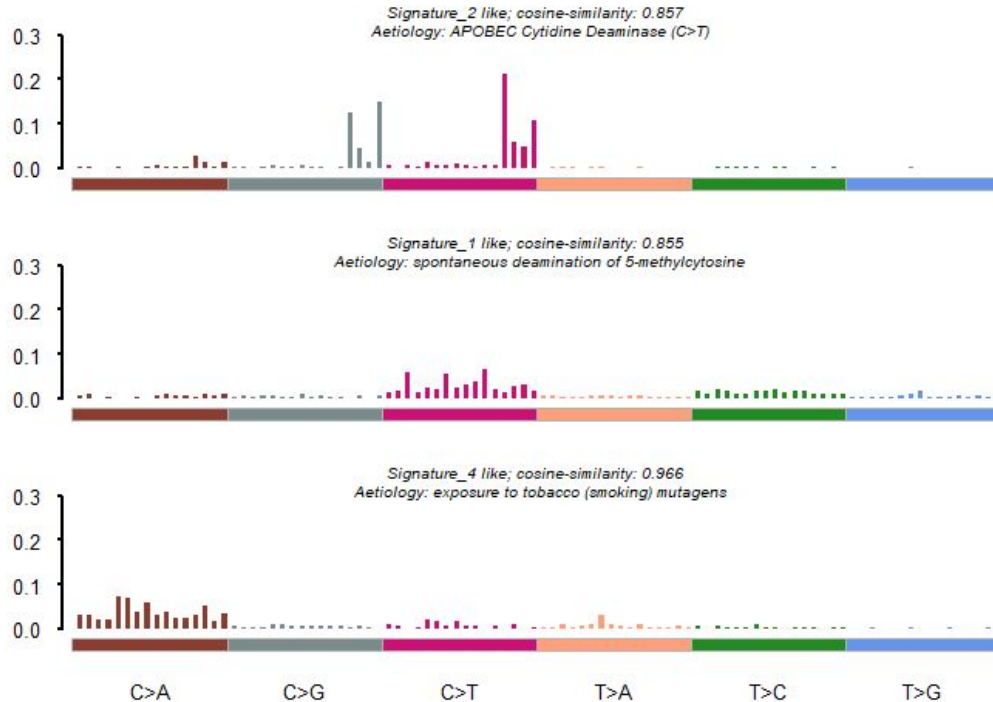 Signature_2 like; cosine-similarity: 0.857
Aetiology: APOBEC Cytidine Deaminase (C>T)
0.3
0.2
0.1
0.0
Signature_1 like; cosine-similarity: 0.855
Aetiology: spontaneous deamination of 5-methylcytosine
0.3
0.2
0.1
0.0
Signature_4 like; cosine-similarity: 0.966
Aetiology: exposure to tobacco (smoking) mutagens
0.3
0.2
0.1
0.0
C>A C>G C>T T>A T>C T>G